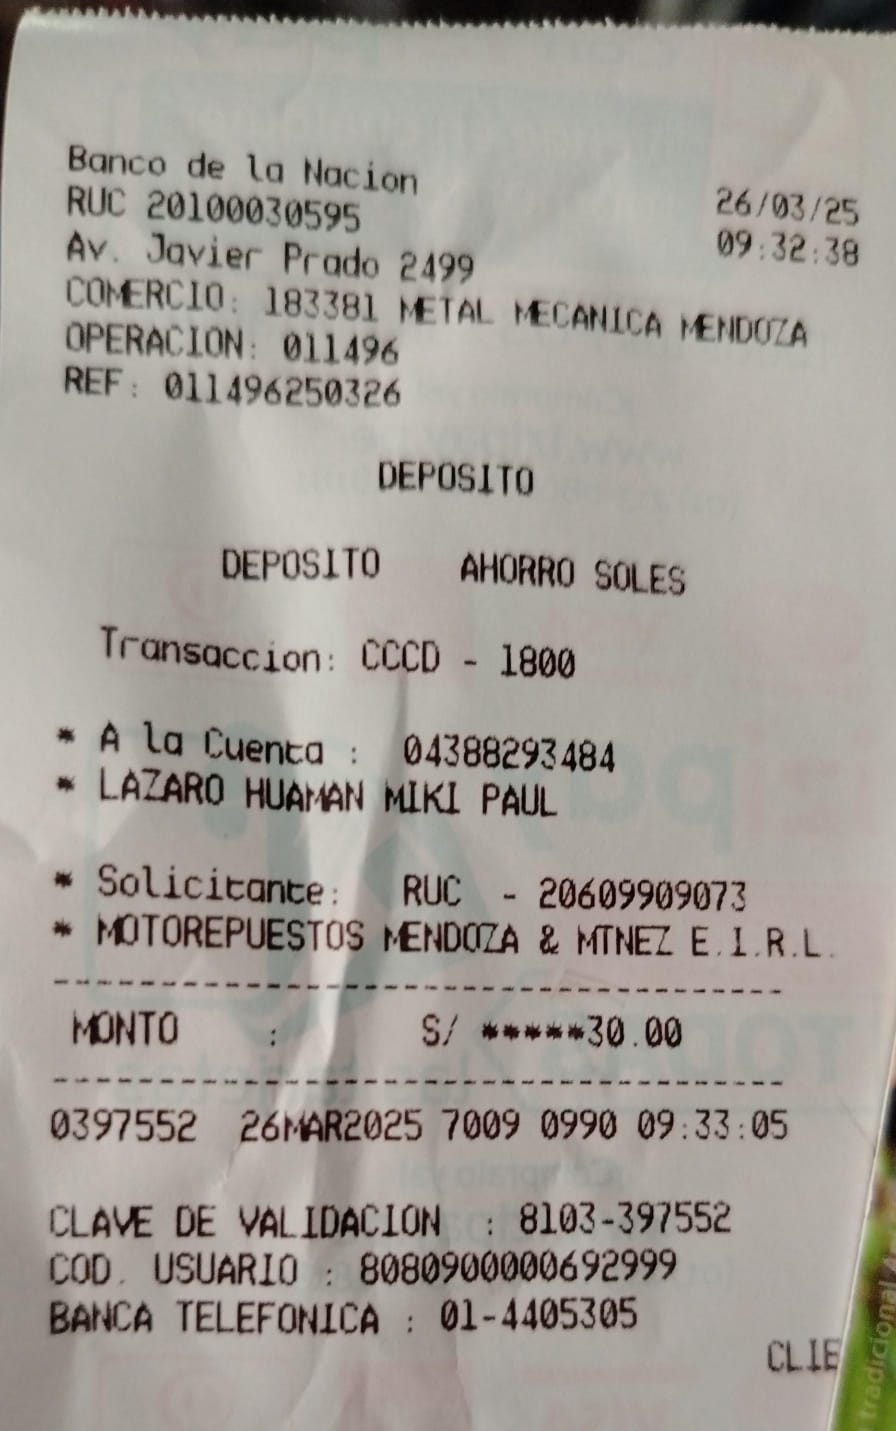 Banco de la Nacion
RUC 20100030595
26/03/25
Av. Javier Prado 2499
09:32:38
COMERCIO: 183381 METAL MECANICA MENDOZA
OPERACION: 011496
REF: 011496250326
DEPOSITO
DEPOSITO AHORRO SOLES
Transaccion: CCCD - 1800
* A la Cuenta : 04388293484
* LAZARO HUAMAN MIKI PAUL
* Solicitante: RUC - 20609909073
* MOTOREPUESTOS MENDOZA & MTNEZ E.I.R.L.
-----------------------------------
MONTO : S/ *****30.00
-----------------------------------
0397552 26MAR2025 7009 0990 09:33:05
CLAVE DE VALIDACION : 8103-397552
COD. USUARIO : 8080900000692999
BANCA TELEFONICA : 01-4405305
CLIE
tradicional